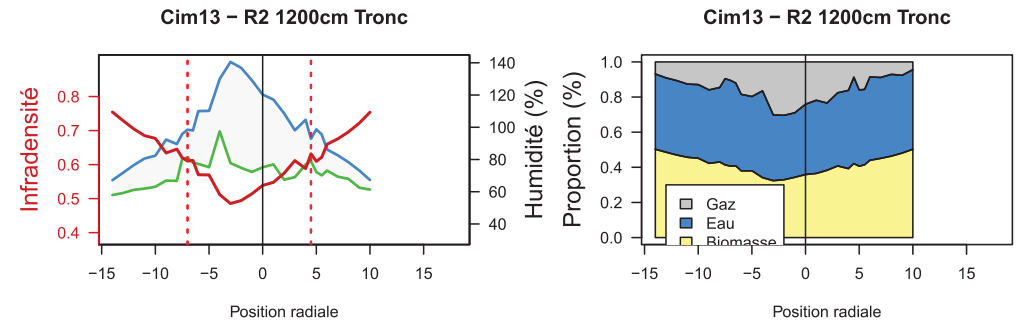 Cim13 − R2 1200cm Tronc
Infradensité
0.8
0.7
0.6
0.5
0.4
140
120
100
80
60
40
Humidité (%)
−15 −10 −5 0 5 10 15
Position radiale
Cim13 − R2 1200cm Tronc
Proportion (%)
1.0
0.8
0.6
0.4
0.2
0.0
Gaz
Eau
Biomasse
−15 −10 −5 0 5 10 15
Position radiale